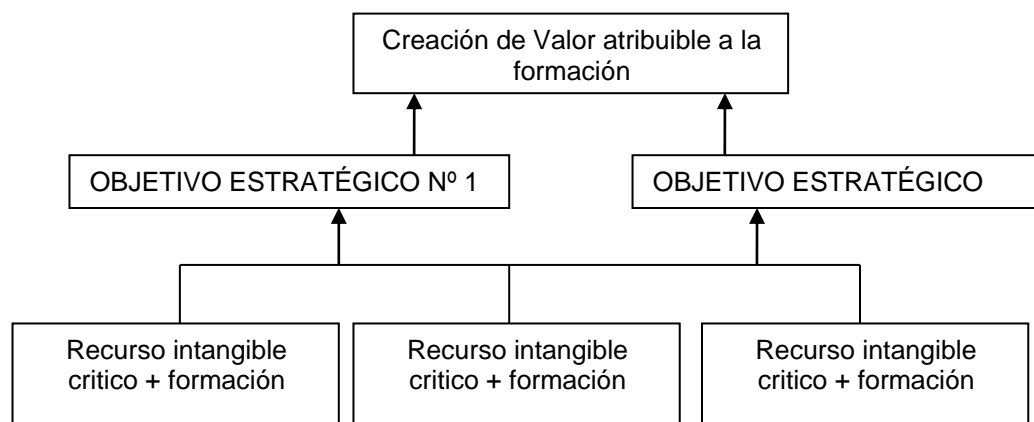 Creación de Valor atribuible a la
formación
OBJETIVO ESTRATÉGICO Nº 1
OBJETIVO ESTRATÉGICO
Recurso intangible
critico + formación
Recurso intangible
critico + formación
Recurso intangible
critico + formación